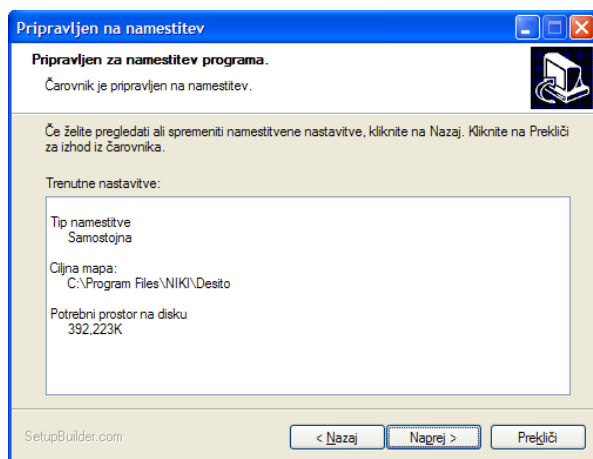 Pripravljen na namestitev
Pripravljen za namestitev programa.
Čarovnik je pripravljen na namestitev.
Če želite pregledati ali spremeniti namestitvene nastavitve, kliknite na Nazaj. Kliknite na Prekliči
za izhod iz čarovnika.
Trenutne nastavitve:
Tip namestitve
Samostojna
Ciljna mapa:
C:\Program Files\NIKI\Desito
Potrebni prostor na disku
392,223K
SetupBuilder.com
< Nazaj
Naprej >
Prekliči